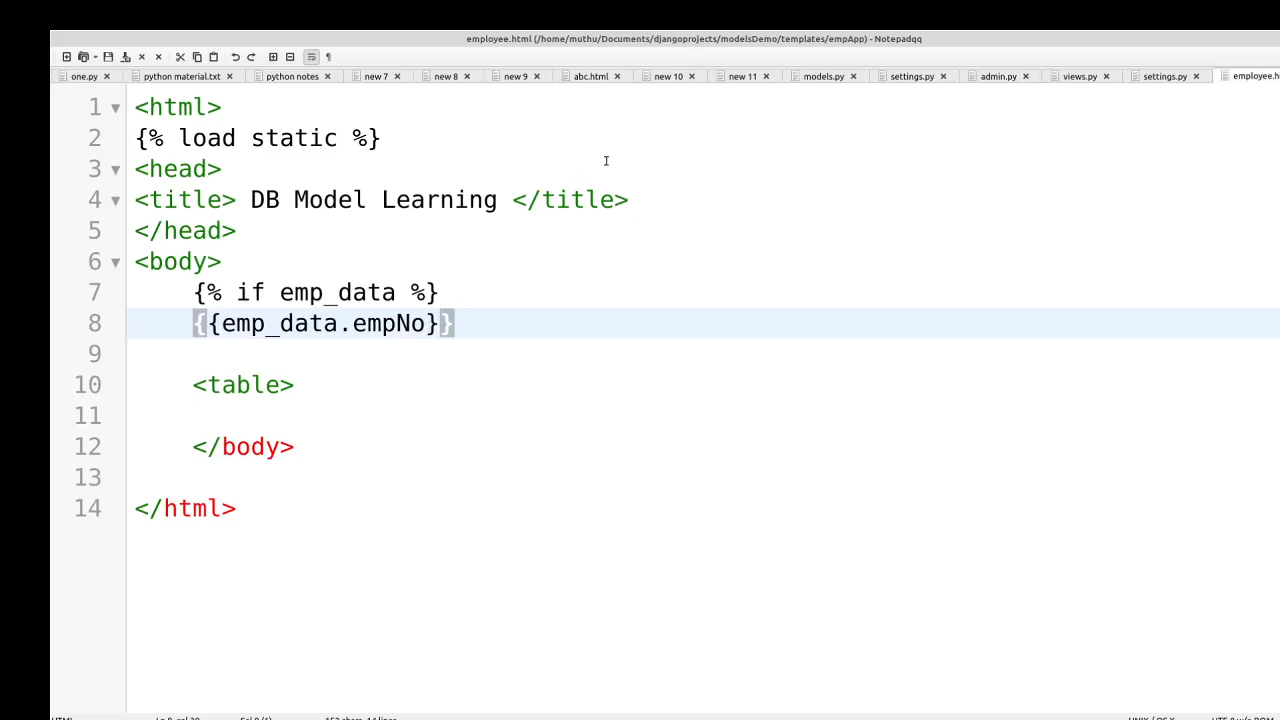 employee.html (/home/muthu/Documents/djangoprojects/modelsDemo/templates/empApp) - Notepadqq
one.py python material.txt python notes new 7 new 8 new 9 abc.html new 10 new 11 models.py settings.py admin.py views.py settings.py employee.h
1 <html>
2 {% load static %}
3 <head>
4 <title> DB Model Learning </title>
5 </head>
6 <body>
7 {% if emp_data %}
8 {{emp_data.empNo}}
9
10 <table>
11
12 </body>
13
14 </html>